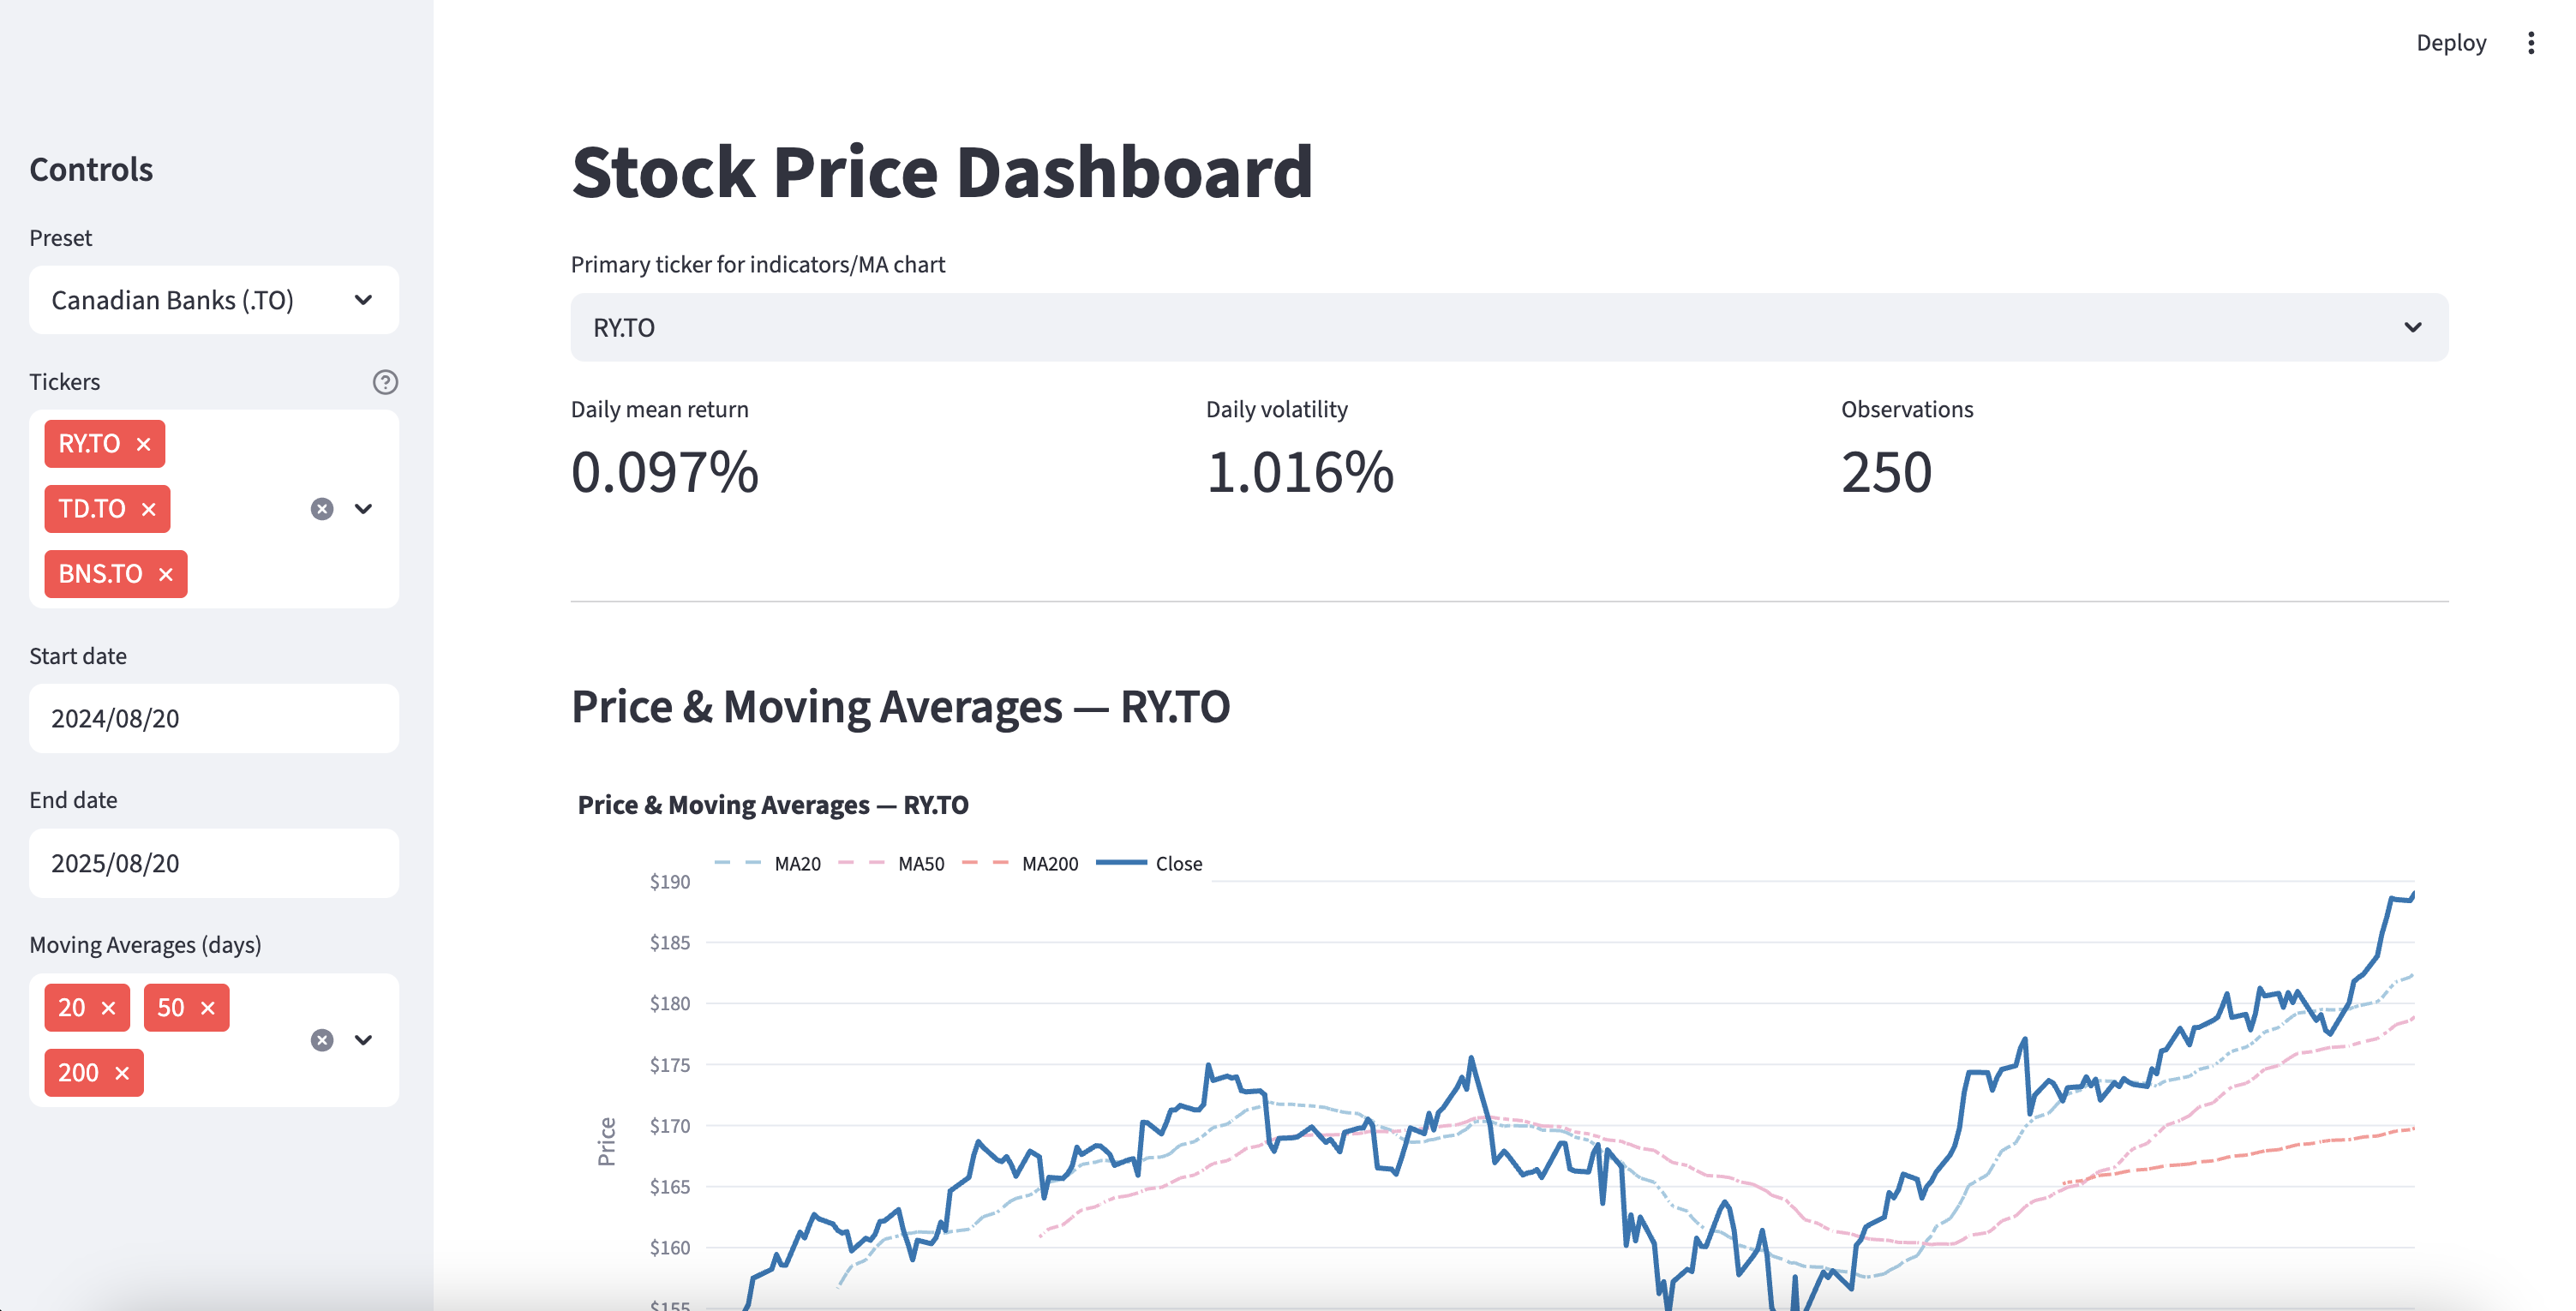 Deploy
Controls
Preset
Canadian Banks (.TO)
Tickers
RY.TO
TD.TO
BNS.TO
Start date
2024/08/20
End date
2025/08/20
Moving Averages (days)
20 50
200
Stock Price Dashboard
Primary ticker for indicators/MA chart
RY.TO
Daily mean return Daily volatility Observations
0.097% 1.016% 250
Price & Moving Averages — RY.TO
Price & Moving Averages — RY.TO
MA20 MA50 MA200 Close
$190
$185
$180
$175
$170
Price
$165
$160
$155